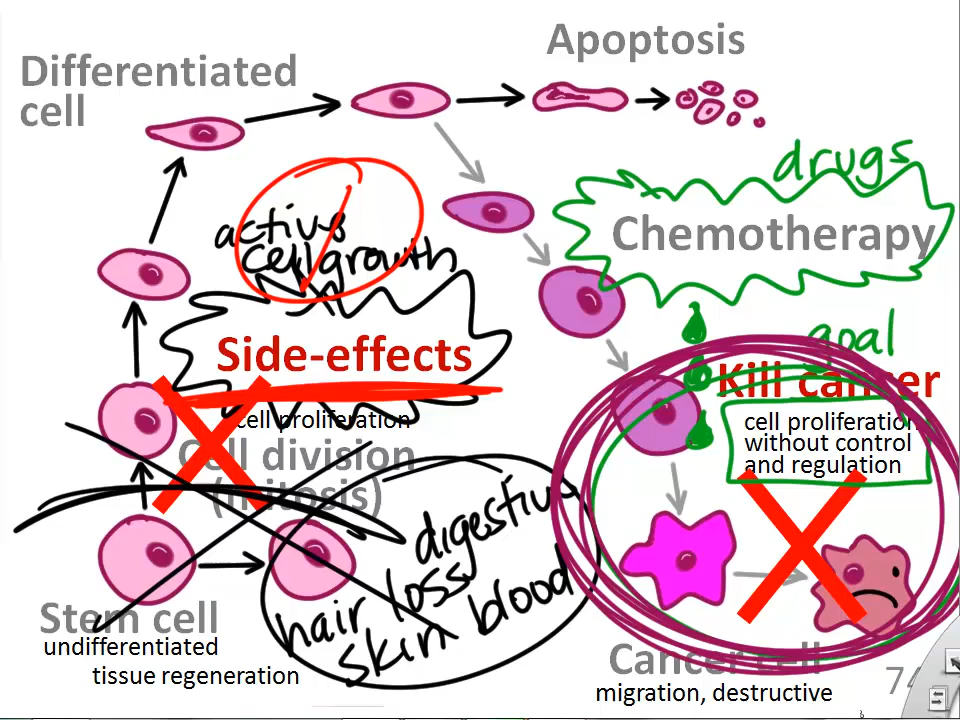 Apoptosis
Differentiated
cell
drugs
active
cell growth
Chemotherapy
goal
Side-effects
Kill cancer
cell proliferation
cell proliferation
without control
and regulation
Cell division
(mitosis)
digestive
hair loss
skin blood
Stem cell
undifferentiated
tissue regeneration
Cancer cell
migration, destructive